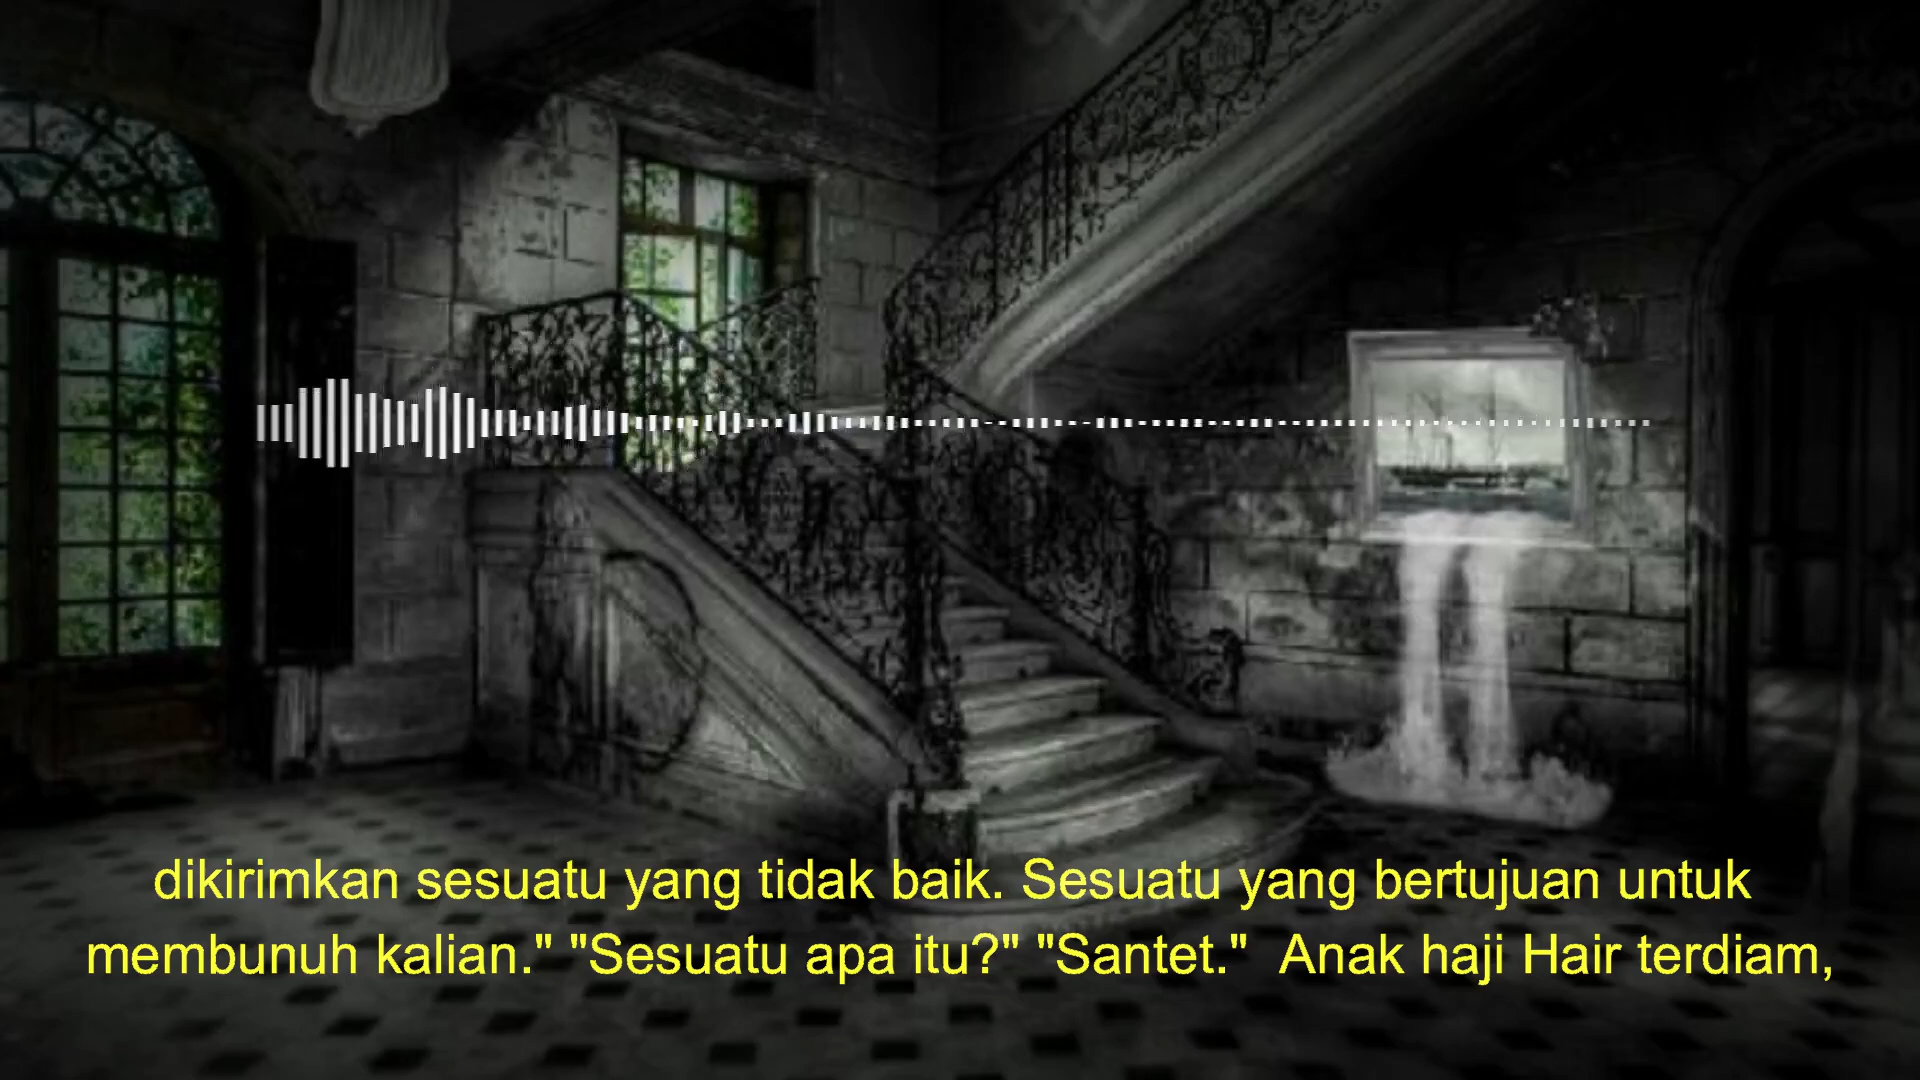 dikirimkan sesuatu yang tidak baik. Sesuatu yang bertujuan untuk
membunuh kalian." "Sesuatu apa itu?" "Santet."  Anak haji Hair terdiam,